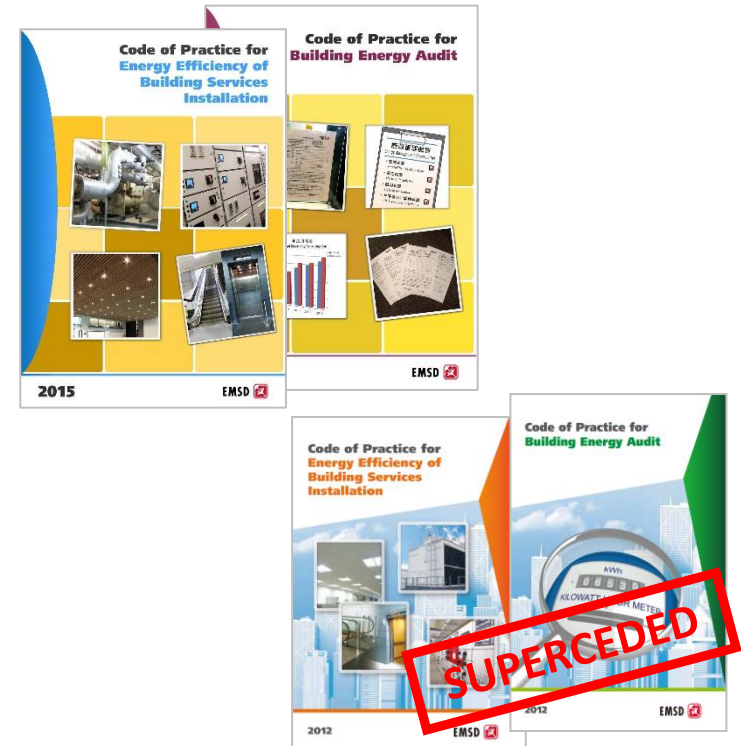 Code of Practice for
Energy Efficiency of
Building Services
Installation
2015
EMSD
Code of Practice for
Building Energy Audit
EMSD
Code of Practice for
Energy Efficiency of
Building Services
Installation
2012
EMSD
Code of Practice for
Building Energy Audit
kWh
06535
KILOWATT HOUR METER
2012
EMSD
SUPERCEDED